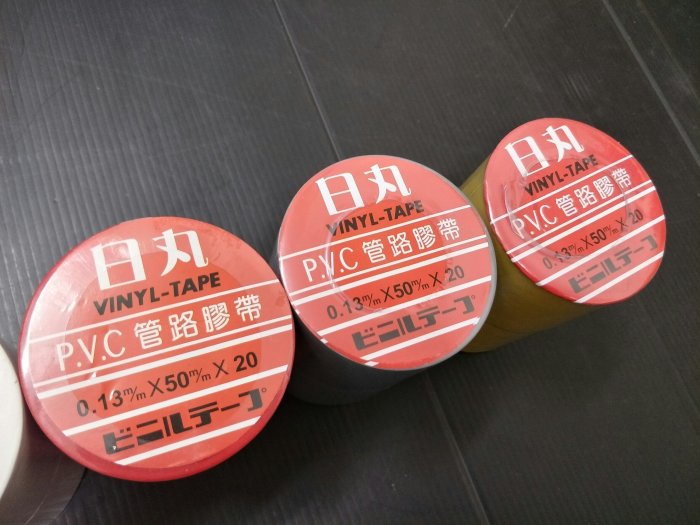 日丸
VINYL-TAPE
P.V.C 管路膠帶
0.13m/m X 50m/m X 20
ビニルテープ
日丸
VINYL-TAPE
P.V.C 管路膠帶
0.13m/m X 50m/m X 20
ビニルテープ
日丸
VINYL-TAPE
P.V.C 管路膠帶
0.13m/m X 50m/m X 20
ビニルテープ